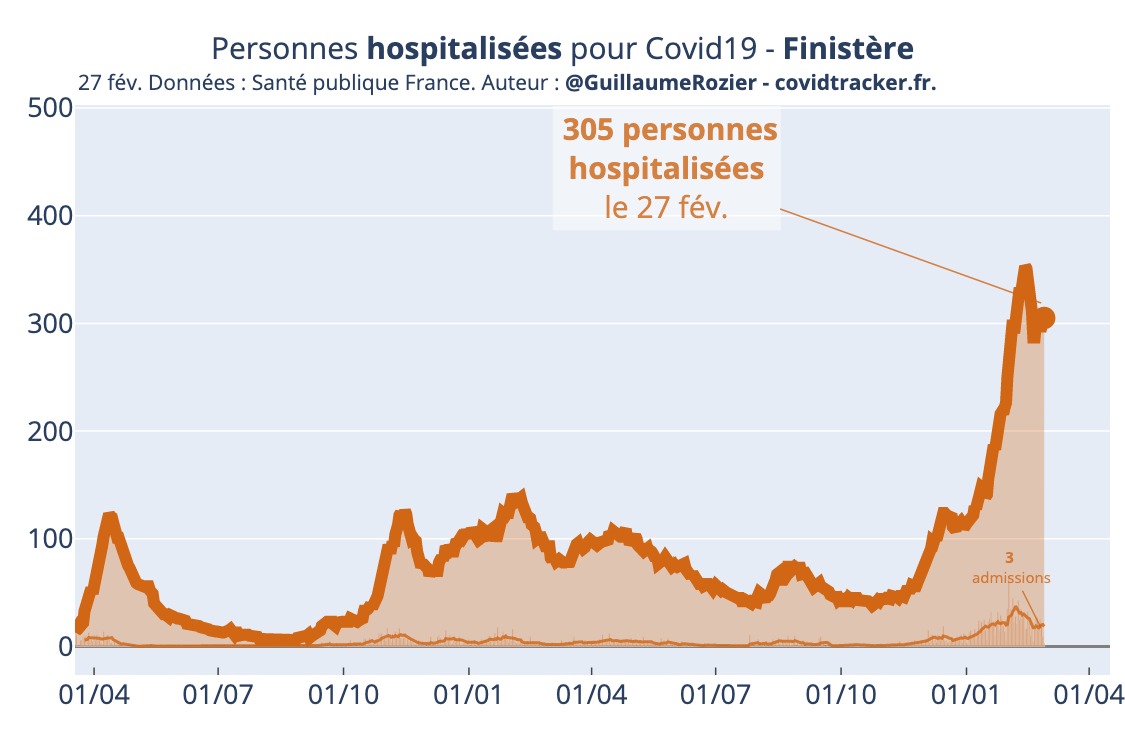 Personnes hospitalisées pour Covid19 - Finistère
27 fév. Données : Santé publique France. Auteur : @GuillaumeRozier - covidtracker.fr.
500
305 personnes
hospitalisées
le 27 fév.
400
300
200
100
3
admissions
0
01/04 01/07 01/10 01/01 01/04 01/07 01/10 01/01 01/04